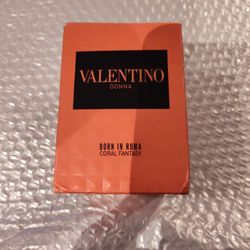 VALENTINO
DONNA
BORN IN ROMA
CORAL FANTASY